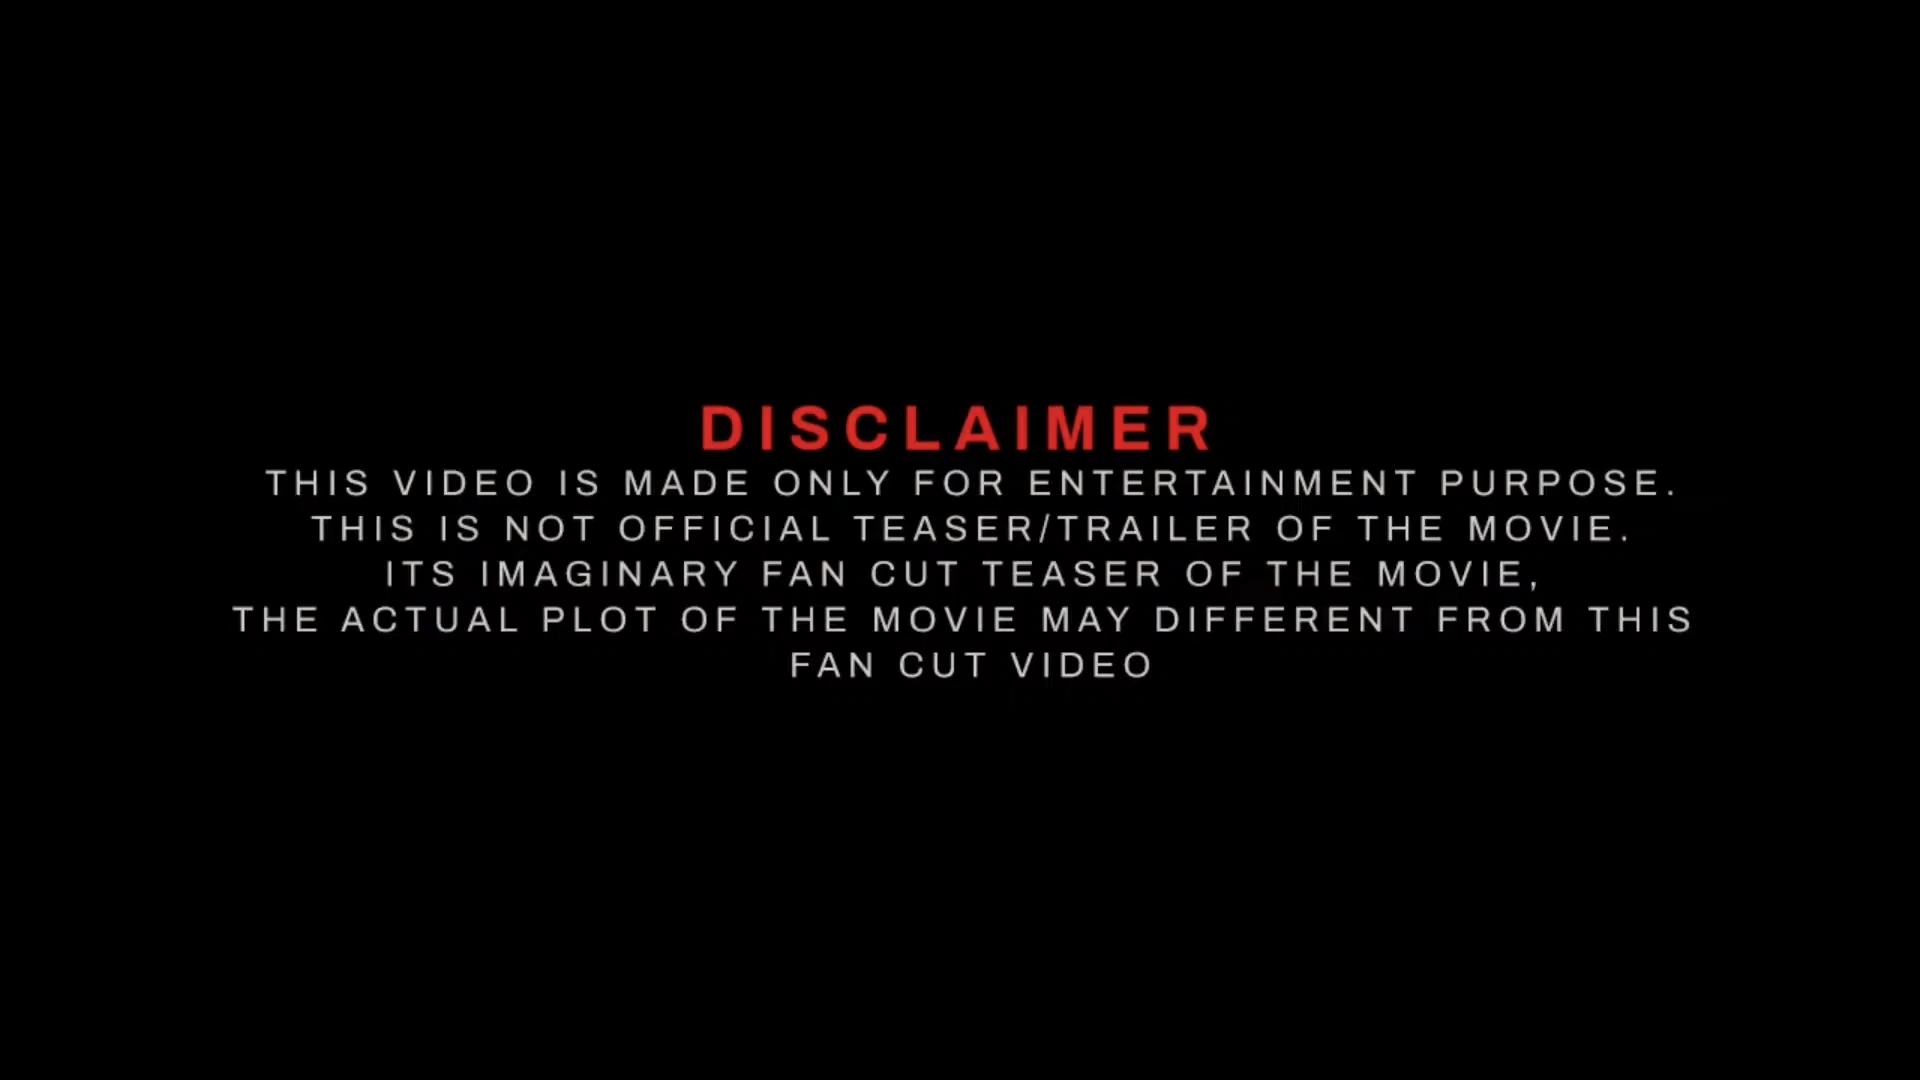 DISCLAIMER
THIS VIDEO IS MADE ONLY FOR ENTERTAINMENT PURPOSE.
THIS IS NOT OFFICIAL TEASER/TRAILER OF THE MOVIE.
ITS IMAGINARY FAN CUT TEASER OF THE MOVIE,
THE ACTUAL PLOT OF THE MOVIE MAY DIFFERENT FROM THIS
FAN CUT VIDEO